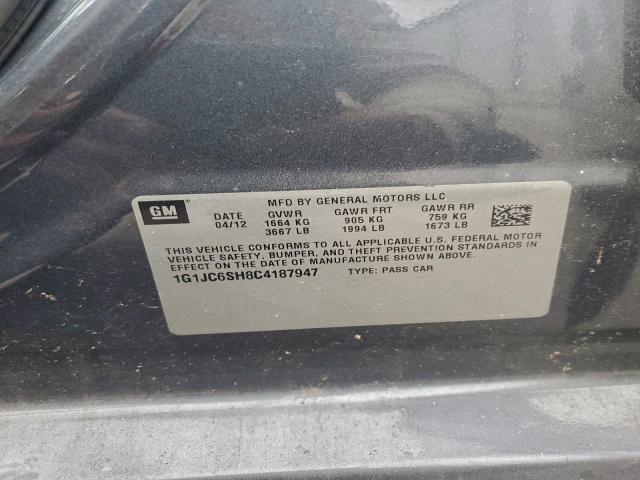 GM
MFD BY GENERAL MOTORS LLC
DATE GVWR GAWR FRT GAWR RR
04/12 1664 KG 905 KG 759 KG
3667 LB 1994 LB 1673 LB
THIS VEHICLE CONFORMS TO ALL APPLICABLE U.S. FEDERAL MOTOR
VEHICLE SAFETY, BUMPER, AND THEFT PREVENTION STANDARDS IN
EFFECT ON THE DATE OF MANUFACTURE SHOWN ABOVE.
1G1JC6SH8C4187947 TYPE: PASS CAR